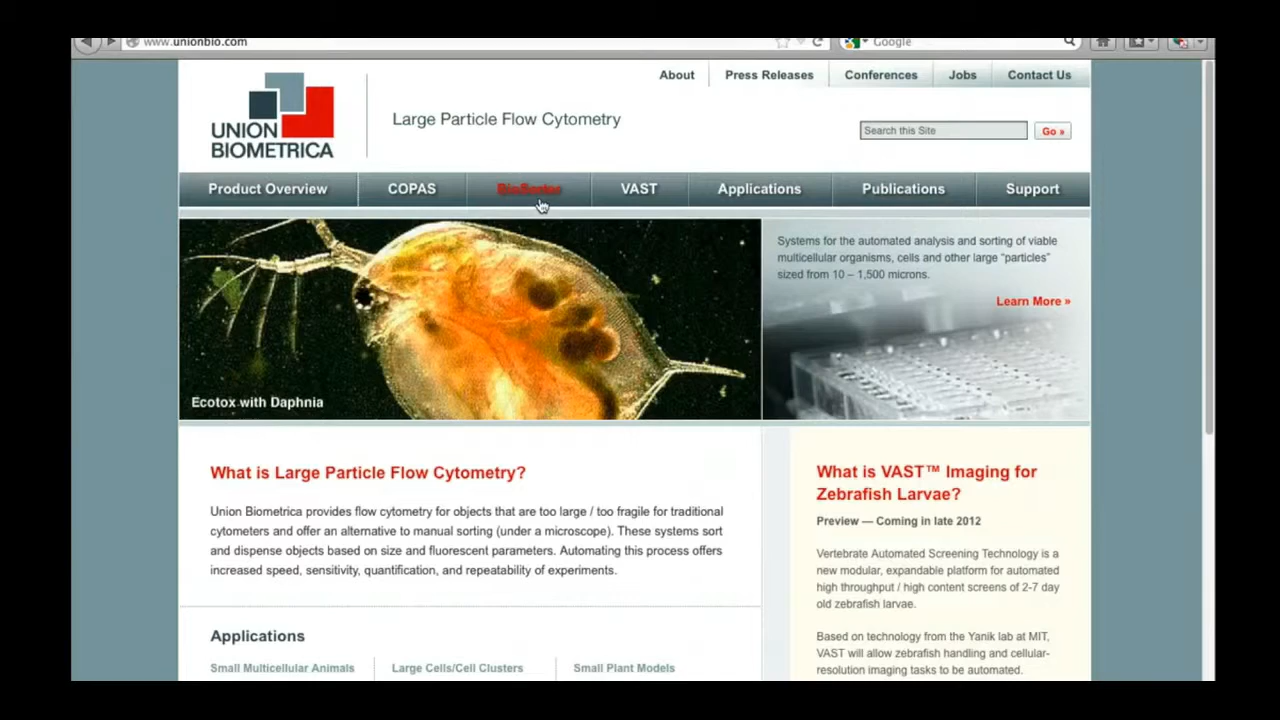 www.unionbio.com
Google
About
Press Releases
Conferences
Jobs
Contact Us
UNION
BIOMETRICA
Large Particle Flow Cytometry
Search this Site
Go »
Product Overview
COPAS
BioSorter
VAST
Applications
Publications
Support
Systems for the automated analysis and sorting of viable
multicellular organisms, cells and other large “particles”
sized from 10 – 1,500 microns.
Learn More »
Ecotox with Daphnia
What is Large Particle Flow Cytometry?
Union Biometrica provides flow cytometry for objects that are too large / too fragile for traditional
cytometers and offer an alternative to manual sorting (under a microscope). These systems sort
and dispense objects based on size and fluorescent parameters. Automating this process offers
increased speed, sensitivity, quantification, and repeatability of experiments.
Applications
Small Multicellular Animals
Large Cells/Cell Clusters
Small Plant Models
What is VAST™ Imaging for
Zebrafish Larvae?
Preview — Coming in late 2012
Vertebrate Automated Screening Technology is a
new modular, expandable platform for automated
high throughput / high content screens of 2-7 day
old zebrafish larvae.
Based on technology from the Yanik lab at MIT,
VAST will allow zebrafish handling and cellular-
resolution imaging tasks to be automated.